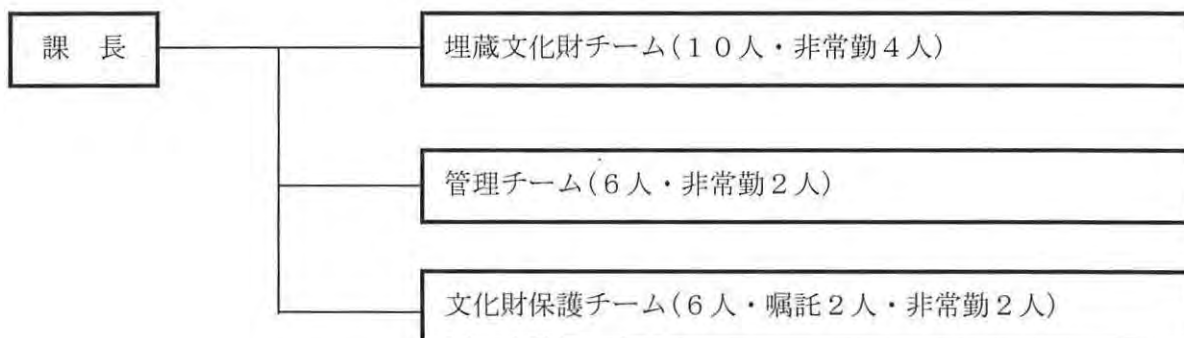 課　長
埋蔵文化財チーム(１０人・非常勤４人)
管理チーム(６人・非常勤２人)
文化財保護チーム(６人・嘱託２人・非常勤２人)